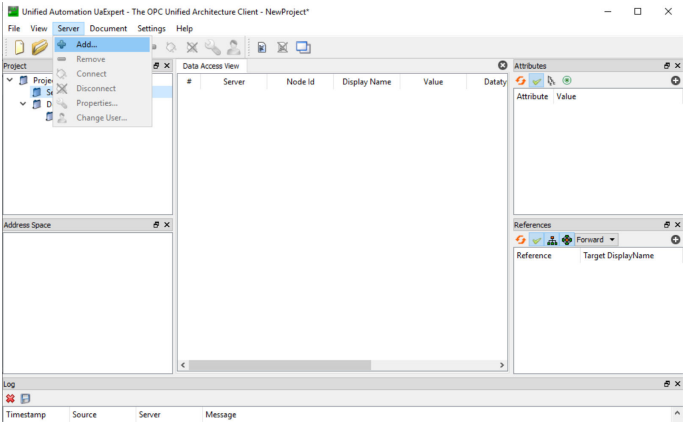 Unified Automation UaExpert - The OPC Unified Architecture Client - NewProject*
File View Server Document Settings Help
Add...
Remove
Connect
Disconnect
Properties...
Change User...
Project
Data Access View
# Server Node Id Display Name Value Dataty
Attributes
Attribute Value
Address Space
References
Forward
Reference Target DisplayName
Log
Timestamp Source Server Message